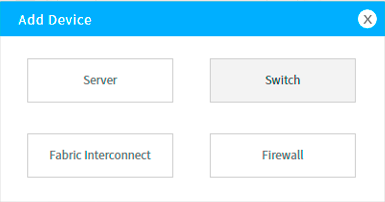 Add Device
X
Server
Switch
Fabric Interconnect
Firewall